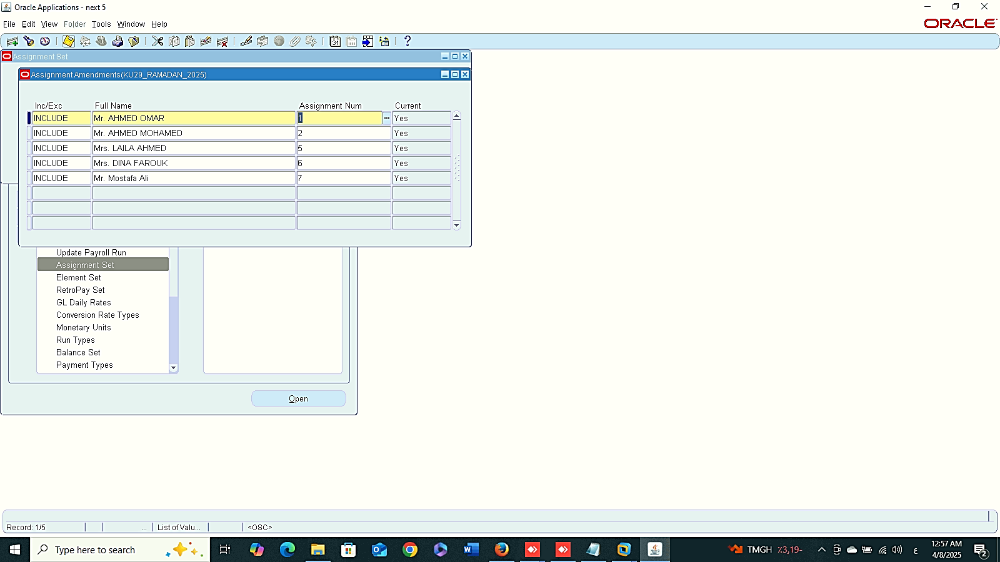 Oracle Applications - next 5
File Edit View Folder Tools Window Help
ORACLE
Assignment Set
Assignment Amendments(KU29_RAMADAN_2025)
Inc/Exc Full Name Assignment Num Current
INCLUDE Mr. AHMED OMAR 1 ... Yes
INCLUDE Mr. AHMED MOHAMED 2 Yes
INCLUDE Mrs. LAILA AHMED 5 Yes
INCLUDE Mrs. DINA FAROUK 6 Yes
INCLUDE Mr. Mostafa Ali 7 Yes
Update Payroll Run
Assignment Set
Element Set
RetroPay Set
GL Daily Rates
Conversion Rate Types
Monetary Units
Run Types
Balance Set
Payment Types
Open
Record: 1/5 ... List of Valu... <OSC>
Type here to search
TMGH ٪3,19-
ع
12:57 AM
4/8/2025
2